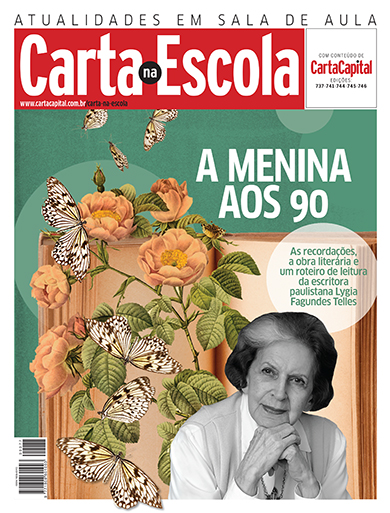 ATUALIDADES EM SALA DE AULA
Carta na Escola
www.cartacapital.com.br/carta-na-escola
COM CONTEÚDO DE
CartaCapital
EDIÇÕES
737·741·744·745·746
A MENINA
AOS 90
As recordações,
a obra literária e
um roteiro de leitura
da escritora
paulistana Lygia
Fagundes Telles